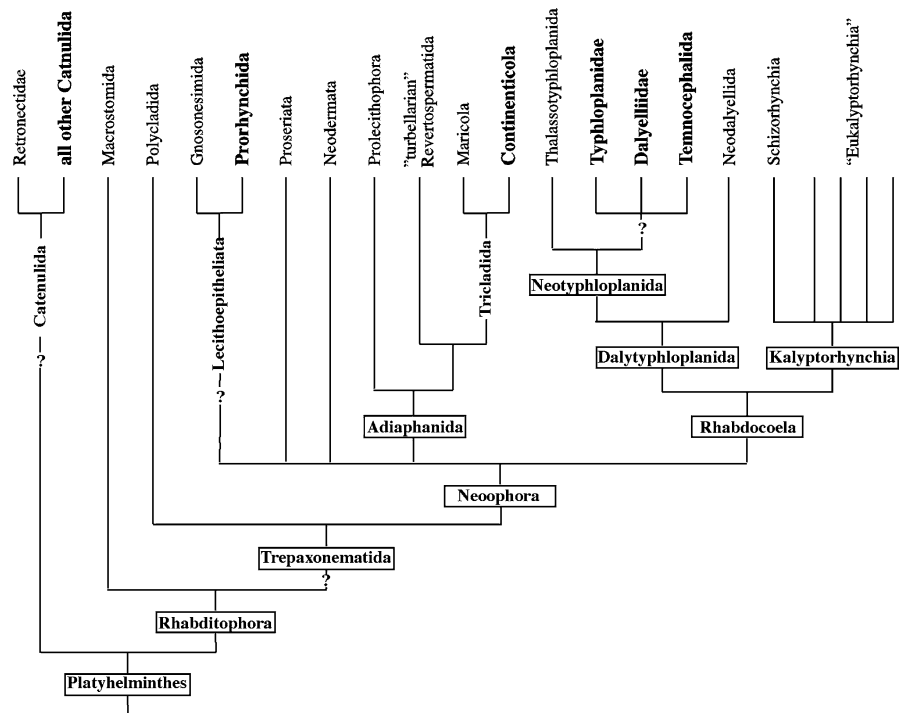 Retronectidae
all other Catnulida
Macrostomida
Polycladida
Gnosonesimida
Prorhynchida
Proseriata
Neodermata
Prolecithophora
"turbellarian"
Revertospermatida
Maricola
Continenticola
Thalassotyphloplanida
Typhloplanidae
Dalyelliidae
Temnocephalida
Neodalyellida
Schizorhynchia
“Eukalyptorhynchia”
?
Catenulida
Tricladida
Neotyphloplanida
Lecithoepitheliata
?
Dalytyphloplanida
Kalyptorhynchia
?
Adiaphanida
Rhabdocoela
Neoophora
Trepaxonematida
?
Rhabditophora
Platyhelminthes